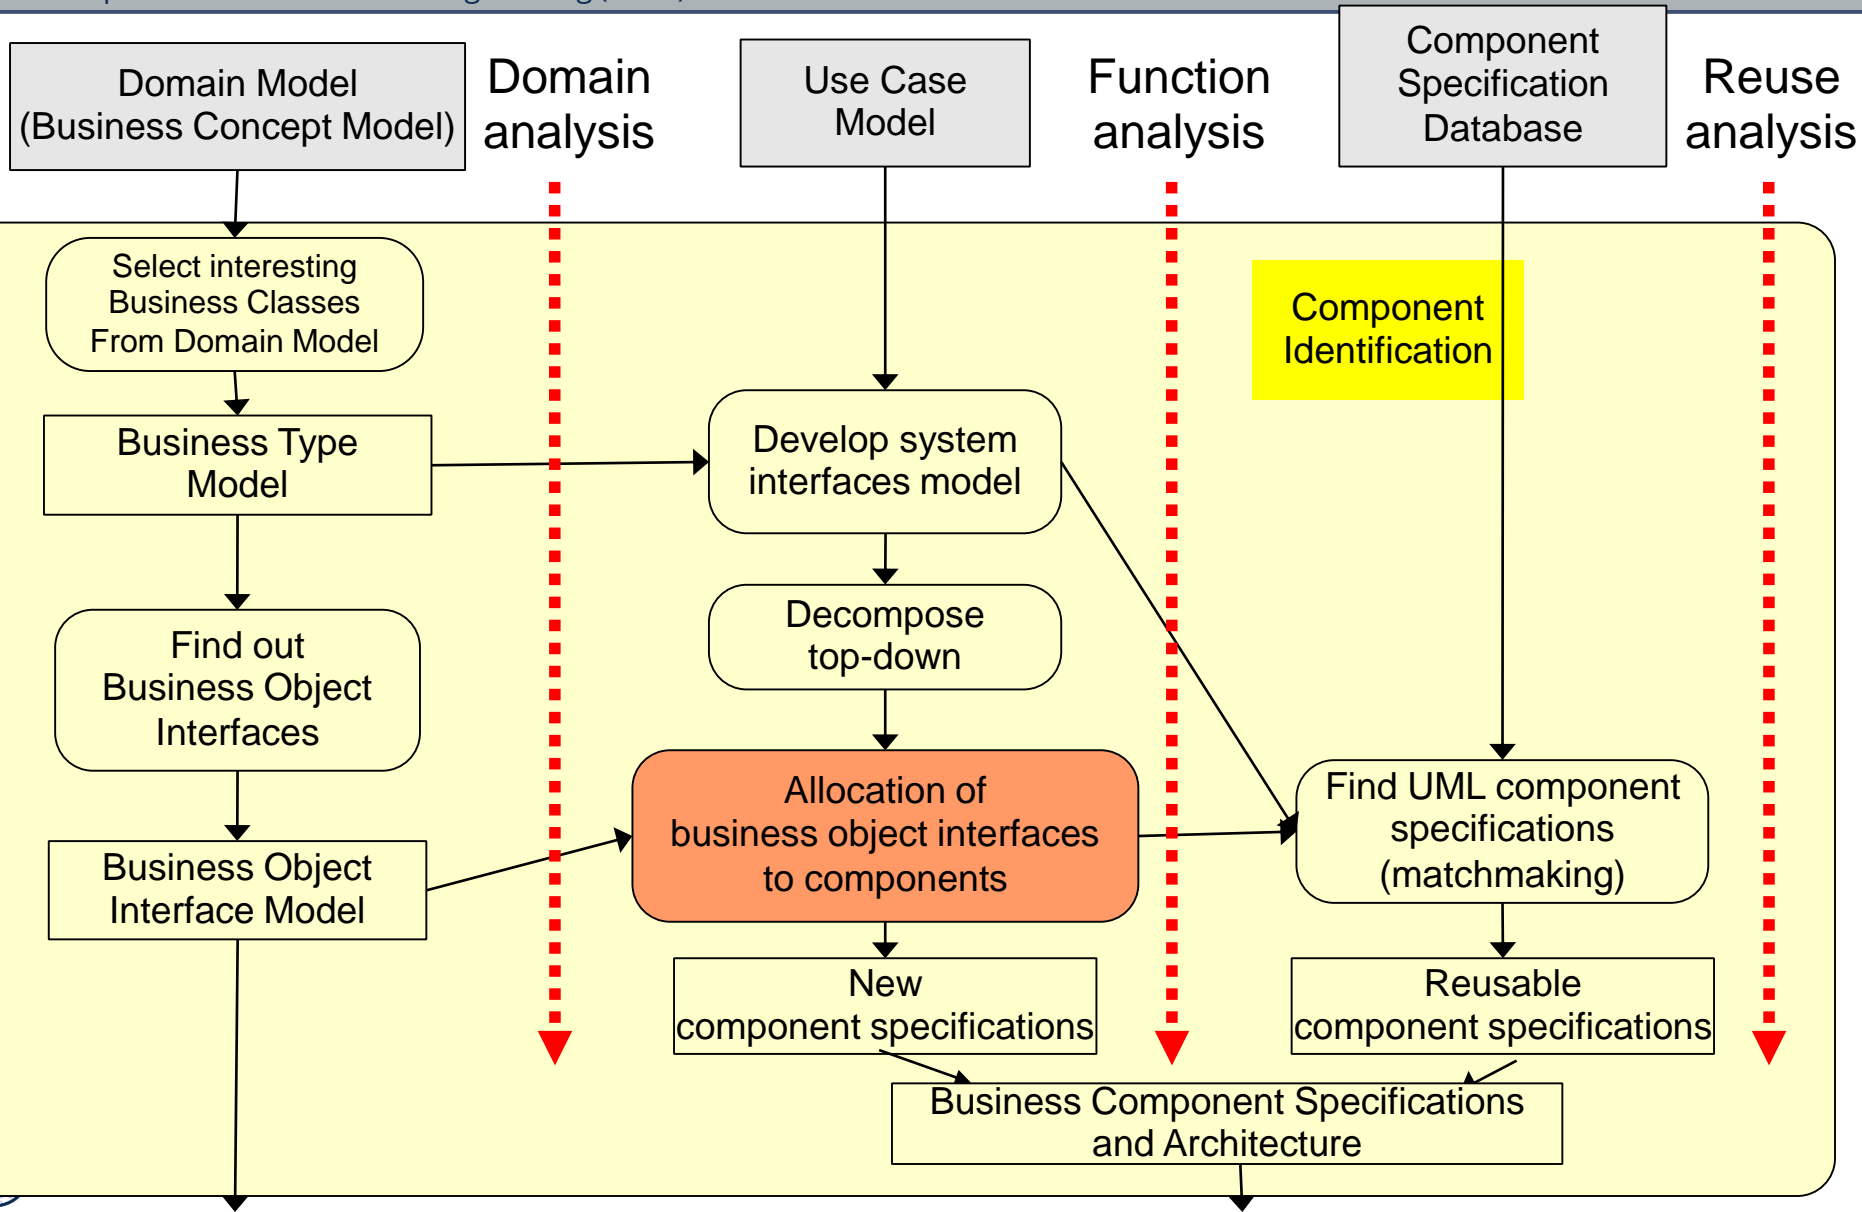 Domain Model
(Business Concept Model)
Domain
analysis
Use Case
Model
Function
analysis
Component
Specification
Database
Reuse
analysis
Select interesting
Business Classes
From Domain Model
Component
Identification
Business Type
Model
Develop system
interfaces model
Find out
Business Object
Interfaces
Decompose
top-down
Allocation of
business object interfaces
to components
Find UML component
specifications
(matchmaking)
Business Object
Interface Model
New
component specifications
Reusable
component specifications
Business Component Specifications
and Architecture